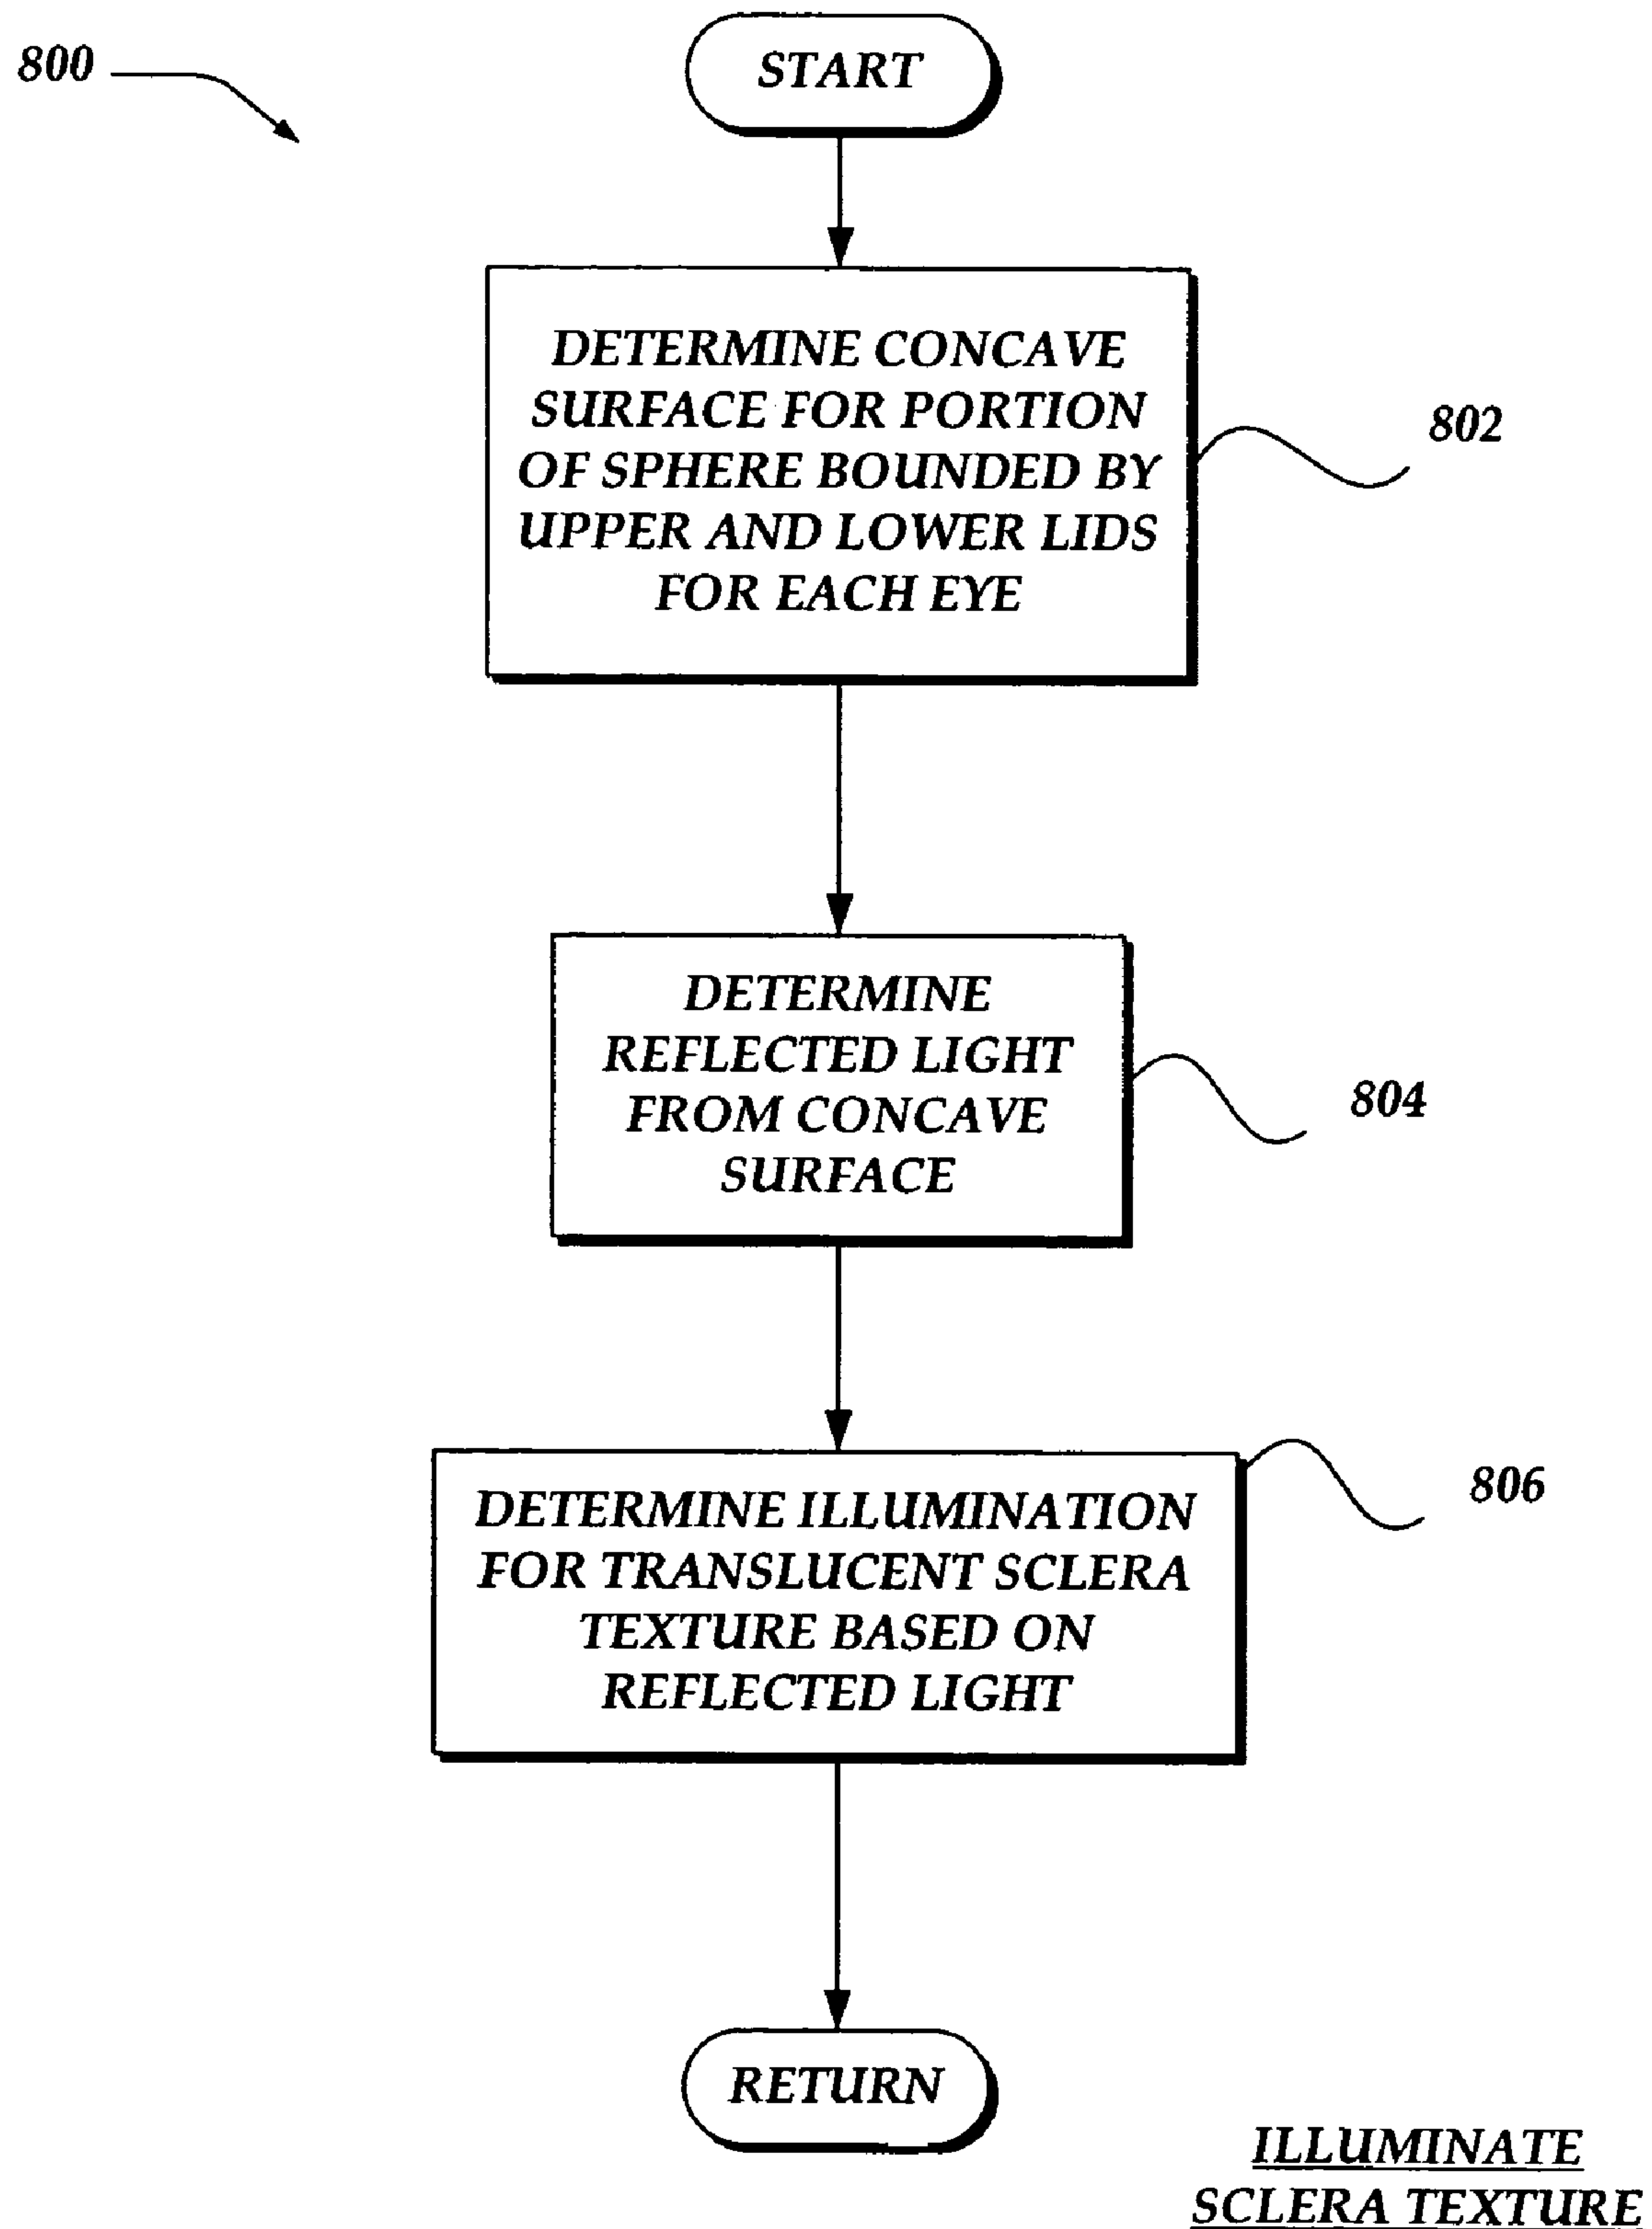 800
START
DETERMINE CONCAVE
SURFACE FOR PORTION
OF SPHERE BOUNDED BY
UPPER AND LOWER LIDS
FOR EACH EYE
802
DETERMINE
REFLECTED LIGHT
FROM CONCAVE
SURFACE
804
DETERMINE ILLUMINATION
FOR TRANSLUCENT SCLERA
TEXTURE BASED ON
REFLECTED LIGHT
806
RETURN
ILLUMINATE
SCLERA TEXTURE